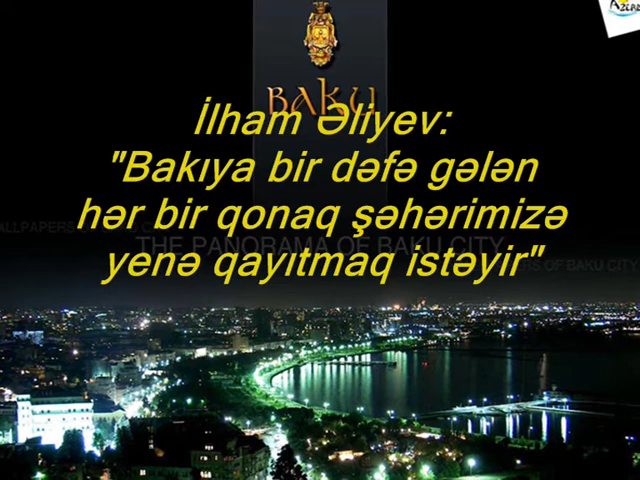 BAKU
İlham Əliyev:
"Bakıya bir dəfə gələn
hər bir qonaq şəhərimizə
THE PANORAMA OF BAKU CITY
yenə qayıtmaq istəyir"